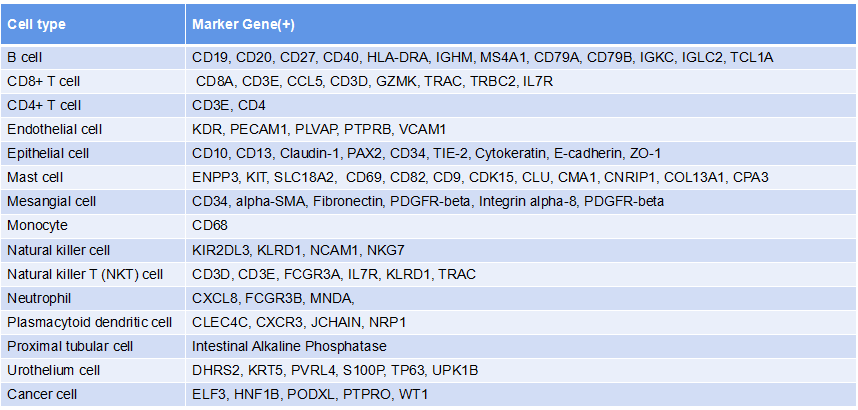 Cell type Marker Gene(+)
B cell CD19, CD20, CD27, CD40, HLA-DRA, IGHM, MS4A1, CD79A, CD79B, IGKC, IGLC2, TCL1A
CD8+ T cell CD8A, CD3E, CCL5, CD3D, GZMK, TRAC, TRBC2, IL7R
CD4+ T cell CD3E, CD4
Endothelial cell KDR, PECAM1, PLVAP, PTPRB, VCAM1
Epithelial cell CD10, CD13, Claudin-1, PAX2, CD34, TIE-2, Cytokeratin, E-cadherin, ZO-1
Mast cell ENPP3, KIT, SLC18A2, CD69, CD82, CD9, CDK15, CLU, CMA1, CNRIP1, COL13A1, CPA3
Mesangial cell CD34, alpha-SMA, Fibronectin, PDGFR-beta, Integrin alpha-8, PDGFR-beta
Monocyte CD68
Natural killer cell KIR2DL3, KLRD1, NCAM1, NKG7
Natural killer T (NKT) cell CD3D, CD3E, FCGR3A, IL7R, KLRD1, TRAC
Neutrophil CXCL8, FCGR3B, MNDA,
Plasmacytoid dendritic cell CLEC4C, CXCR3, JCHAIN, NRP1
Proximal tubular cell Intestinal Alkaline Phosphatase
Urothelium cell DHRS2, KRT5, PVRL4, S100P, TP63, UPK1B
Cancer cell ELF3, HNF1B, PODXL, PTPRO, WT1